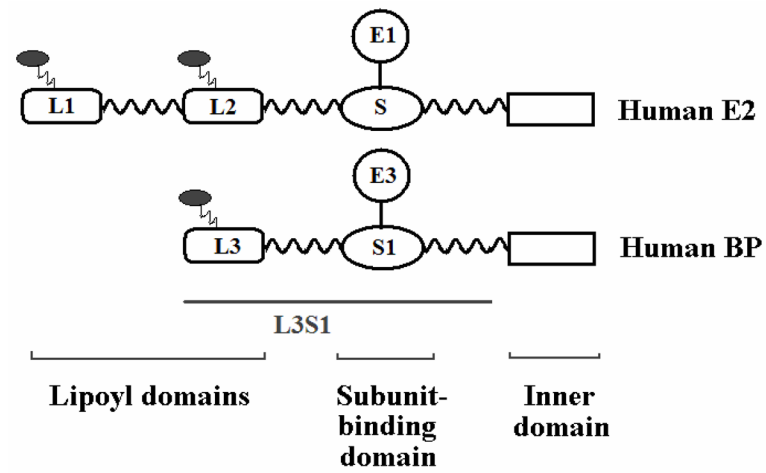 E1
L1 L2 S
Human E2
E3
L3 S1
Human BP
L3S1
Lipoyl domains
Subunit-
binding
domain
Inner
domain